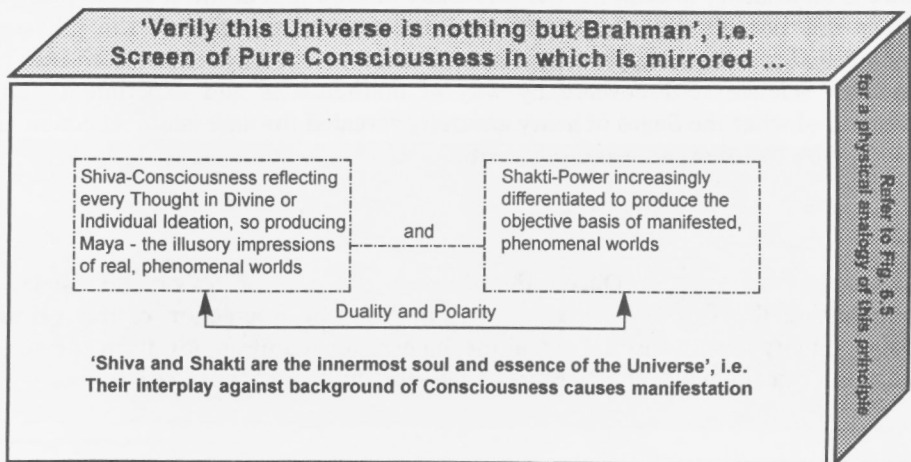 ‘Verily this Universe is nothing but Brahman’, i.e.
Screen of Pure Consciousness in which is mirrored ...
Shiva-Consciousness reflecting
every Thought in Divine or
Individual Ideation, so producing
Maya - the illusory impressions
of real, phenomenal worlds
and
Shakti-Power increasingly
differentiated to produce the
objective basis of manifested,
phenomenal worlds
Duality and Polarity
‘Shiva and Shakti are the innermost soul and essence of the Universe’, i.e.
Their interplay against background of Consciousness causes manifestation
Refer to Fig. 5.5
for a physical analogy of this principle